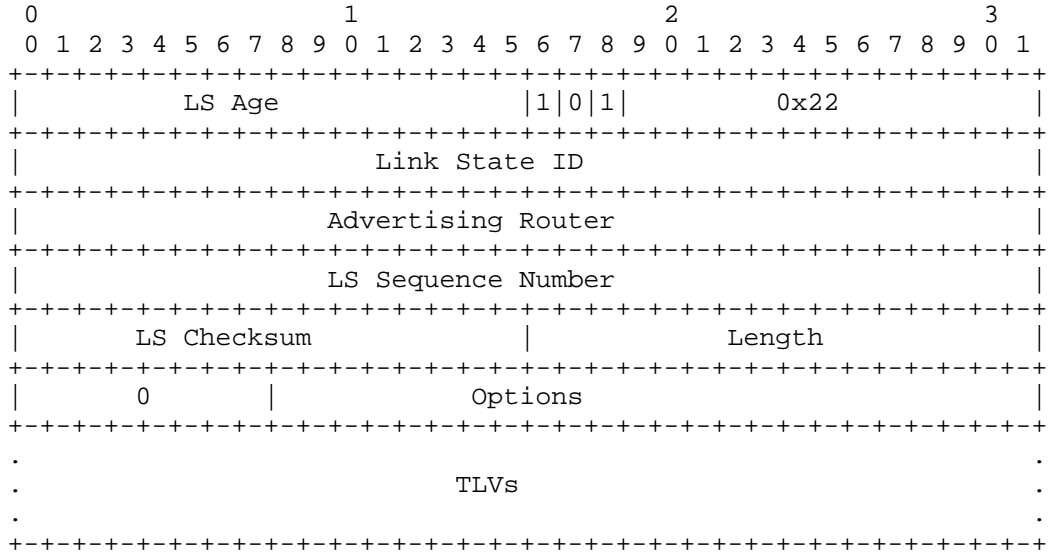 0                   1                   2                   3
 0 1 2 3 4 5 6 7 8 9 0 1 2 3 4 5 6 7 8 9 0 1 2 3 4 5 6 7 8 9 0 1
+-+-+-+-+-+-+-+-+-+-+-+-+-+-+-+-+-+-+-+-+-+-+-+-+-+-+-+-+-+-+-+-+
|          LS Age               |1|0|1|         0x22            |
+-+-+-+-+-+-+-+-+-+-+-+-+-+-+-+-+-+-+-+-+-+-+-+-+-+-+-+-+-+-+-+-+
|                      Link State ID                            |
+-+-+-+-+-+-+-+-+-+-+-+-+-+-+-+-+-+-+-+-+-+-+-+-+-+-+-+-+-+-+-+-+
|                   Advertising Router                          |
+-+-+-+-+-+-+-+-+-+-+-+-+-+-+-+-+-+-+-+-+-+-+-+-+-+-+-+-+-+-+-+-+
|                   LS Sequence Number                          |
+-+-+-+-+-+-+-+-+-+-+-+-+-+-+-+-+-+-+-+-+-+-+-+-+-+-+-+-+-+-+-+-+
|       LS Checksum             |            Length             |
+-+-+-+-+-+-+-+-+-+-+-+-+-+-+-+-+-+-+-+-+-+-+-+-+-+-+-+-+-+-+-+-+
|       0       |            Options                            |
+-+-+-+-+-+-+-+-+-+-+-+-+-+-+-+-+-+-+-+-+-+-+-+-+-+-+-+-+-+-+-+-+
.                                                               .
.                           TLVs                                .
.                                                               .
+-+-+-+-+-+-+-+-+-+-+-+-+-+-+-+-+-+-+-+-+-+-+-+-+-+-+-+-+-+-+-+-+